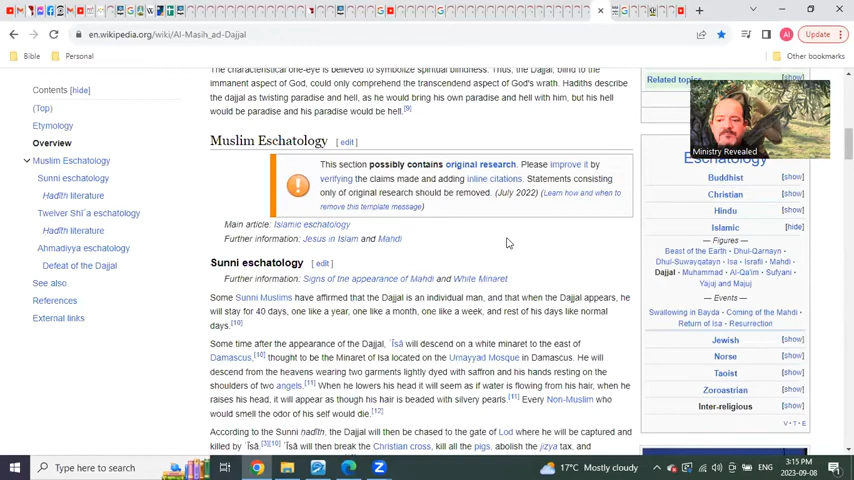 Update
en.wikipedia.org/wiki/Al-Masih_ad-Dajjal
Bible
Personal
Other bookmarks
Contents [hide]
(Top)
Etymology
Overview
Muslim Eschatology
Sunni eschatology
Hadīth literature
Twelver Shīʿa eschatology
Hadīth literature
Ahmadiyya eschatology
Defeat of the Dajjal
See also
References
External links
The characteristical one-eye is believed to symbolize spiritual blindness. Thus, the Dajjal, blind to the
immanent aspect of God, could only comprehend the transcendent aspect of God's wrath. Hadiths describe
the dajjal as twisting paradise and hell, as he would bring his own paradise and hell with him, but his hell
would be paradise and his paradise would be hell.[9]
Muslim Eschatology [ edit ]
This section possibly contains original research. Please improve it by
verifying the claims made and adding inline citations. Statements consisting
only of original research should be removed. (July 2022) (Learn how and when to
remove this template message)
Main article: Islamic eschatology
Further information: Jesus in Islam and Mahdi
Sunni eschatology [ edit ]
Further information: Signs of the appearance of Mahdi and White Minaret
Some Sunni Muslims have affirmed that the Dajjal is an individual man, and that when the Dajjal appears, he
will stay for 40 days, one like a year, one like a month, one like a week, and rest of his days like normal
days.[10]
Some time after the appearance of the Dajjal, ʿĪsā will descend on a white minaret to the east of
Damascus,[10] thought to be the Minaret of Isa located on the Umayyad Mosque in Damascus. He will
descend from the heavens wearing two garments lightly dyed with saffron and his hands resting on the
shoulders of two angels.[11] When he lowers his head it will seem as if water is flowing from his hair, when he
raises his head, it will appear as though his hair is beaded with silvery pearls.[11] Every Non-Muslim who
would smell the odor of his self would die.[12]
According to the Sunni ḥadīth, the Dajjal will then be chased to the gate of Lod where he will be captured and
killed by ʿĪsā.[3][10] ʿĪsā will then break the Christian cross, kill all the pigs, abolish the jizya tax, and
Related topics [show]
Ministry Revealed
Eschatology
Buddhist [show]
Christian [show]
Hindu [show]
Islamic [hide]
— Figures —
Beast of the Earth · Dhul-Qarnayn ·
Dhul-Suwayqatayn · Isa · Israfil · Mahdi ·
Dajjal · Muhammad · Al-Qa'im · Sufyani ·
Yajuj and Majuj
— Events —
Swallowing in Bayda · Coming of the Mahdi ·
Return of Isa · Resurrection
Jewish [show]
Norse [show]
Taoist [show]
Zoroastrian [show]
Inter-religious [show]
V · T · E
Type here to search
17°C Mostly cloudy
ENG
3:15 PM
2023-09-08